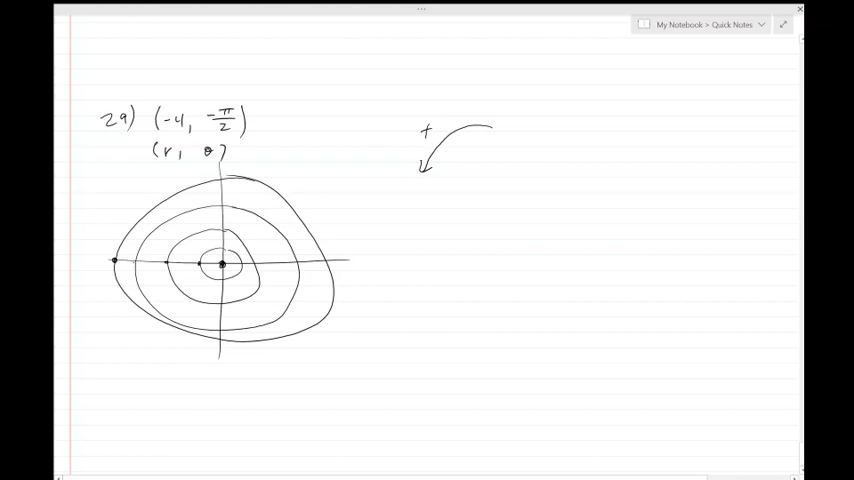 My Notebook > Quick Notes
29) (-4, -π/2)
(r, θ)
+